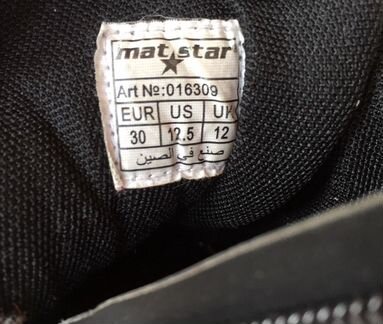 mat star
Art №:016309
EUR US UK
30 12.5 12
صنع في الصين